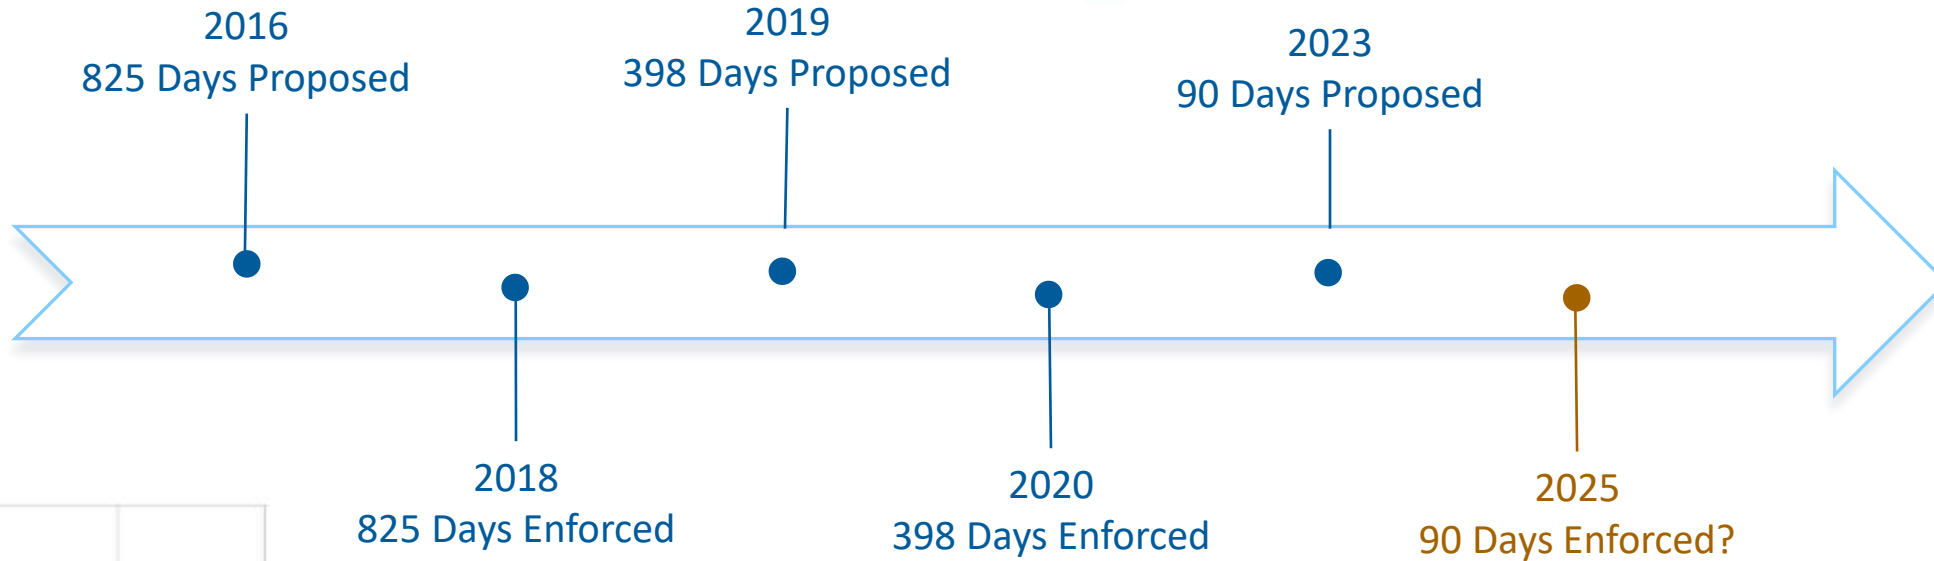 2016
825 Days Proposed
2019
398 Days Proposed
2023
90 Days Proposed
2018
825 Days Enforced
2020
398 Days Enforced
2025
90 Days Enforced?